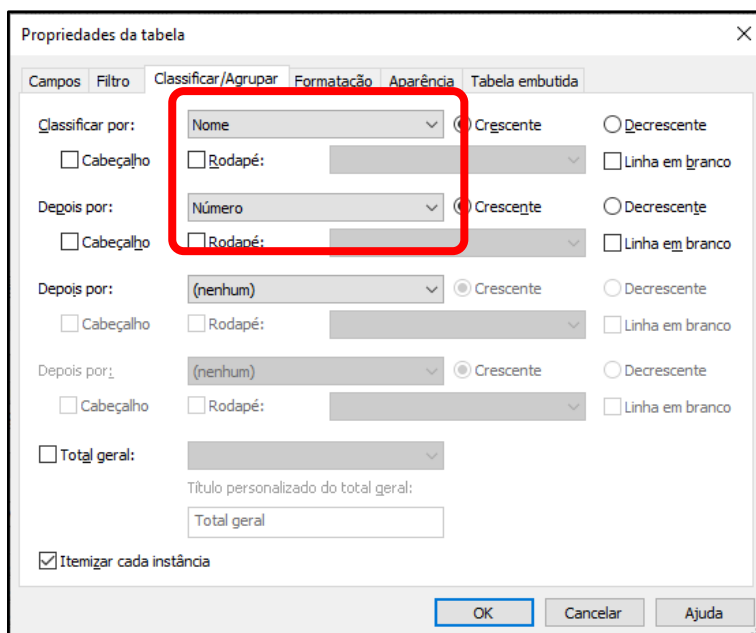 Propriedades da tabela
Campos Filtro Classificar/Agrupar Formatação Aparência Tabela embutida
Classificar por: Nome Crescente Decrescente
Cabeçalho Rodapé: Linha em branco
Depois por: Número Crescente Decrescente
Cabeçalho Rodapé: Linha em branco
Depois por: (nenhum) Crescente Decrescente
Cabeçalho Rodapé: Linha em branco
Depois por: (nenhum) Crescente Decrescente
Cabeçalho Rodapé: Linha em branco
Total geral:
Título personalizado do total geral:
Total geral
Itemizar cada instância
OK Cancelar Ajuda